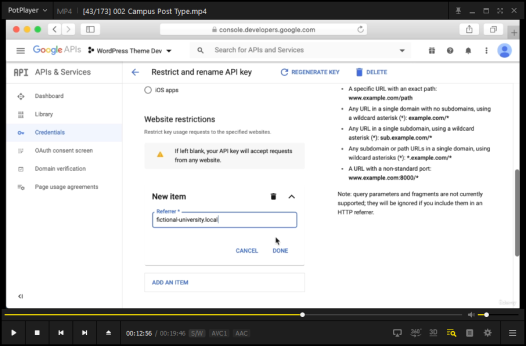 PotPlayer
MP4
[43/173] 002 Campus Post Type.mp4
console.developers.google.com
Google APIs
WordPress Theme Dev
Search for APIs and Services
API APIs & Services
Restrict and rename API key
REGENERATE KEY
DELETE
Dashboard
Library
Credentials
OAuth consent screen
Domain verification
Page usage agreements
iOS apps
Website restrictions
Restrict key usage requests to the specified websites.
If left blank, your API key will accept requests
from any website.
New item
Referrer *
fictional-university.local
CANCEL
DONE
ADD AN ITEM
• A specific URL with an exact path:
www.example.com/path
• Any URL in a single domain with no subdomains, using
a wildcard asterisk (*): example.com/*
• Any URL in a single subdomain, using a wildcard
asterisk (*): sub.example.com/*
• Any subdomain or path URLs in a single domain, using
wildcard asterisks (*): *.example.com/*
• A URL with a non-standard port:
www.example.com:8000/*
Note: query parameters and fragments are not currently
supported; they will be ignored if you include them in an
HTTP referrer.
00:12:56 / 00:19:46
S/W
AVC1
AAC
360°
3D